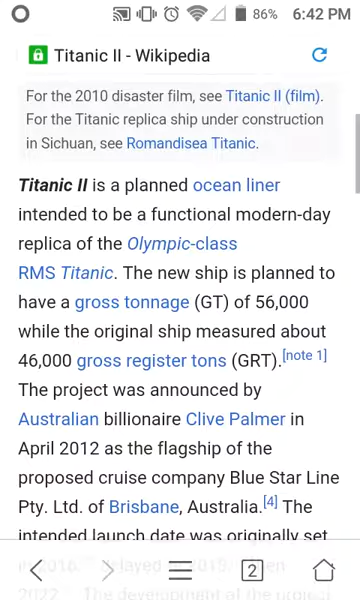 86% 6:42 PM
Titanic II - Wikipedia
For the 2010 disaster film, see Titanic II (film).
For the Titanic replica ship under construction
in Sichuan, see Romandisea Titanic.
Titanic II is a planned ocean liner
intended to be a functional modern-day
replica of the Olympic-class
RMS Titanic. The new ship is planned to
have a gross tonnage (GT) of 56,000
while the original ship measured about
46,000 gross register tons (GRT).[note 1]
The project was announced by
Australian billionaire Clive Palmer in
April 2012 as the flagship of the
proposed cruise company Blue Star Line
Pty. Ltd. of Brisbane, Australia.[4] The
intended launch date was originally set
2